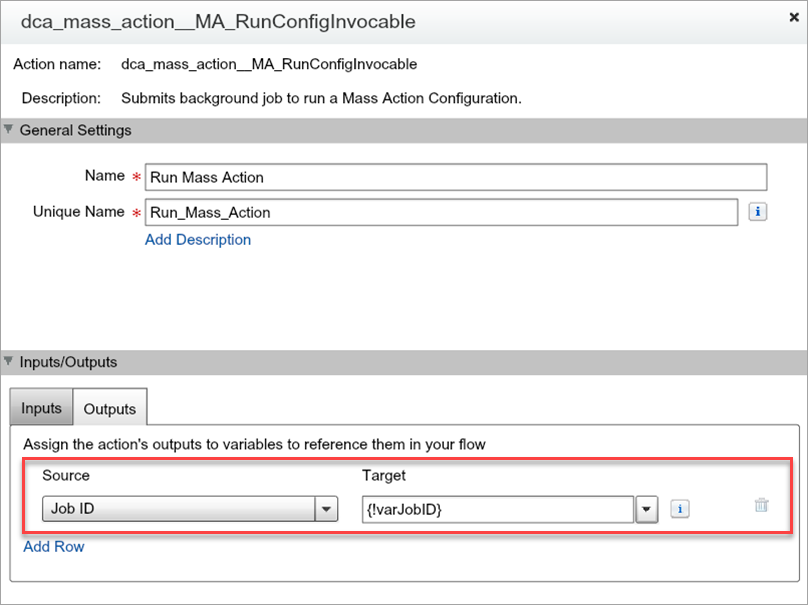 dca_mass_action__MA_RunConfigInvocable
Action name: dca_mass_action__MA_RunConfigInvocable
Description: Submits background job to run a Mass Action Configuration.
General Settings
Name * Run Mass Action
Unique Name * Run_Mass_Action
Add Description
Inputs/Outputs
Inputs Outputs
Assign the action's outputs to variables to reference them in your flow
Source Target
Job ID {!varJobID}
Add Row